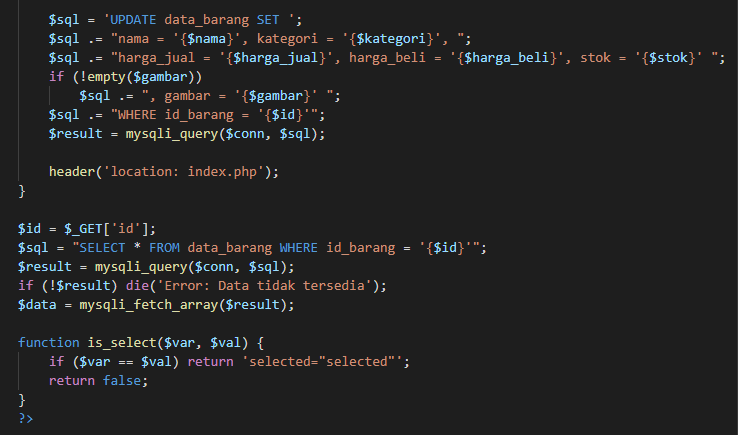 $sql = 'UPDATE data_barang SET ';
$sql .= "nama = '{$nama}', kategori = '{$kategori}', ";
$sql .= "harga_jual = '{$harga_jual}', harga_beli = '{$harga_beli}', stok = '{$stok}' ";
if (!empty($gambar))
$sql .= ", gambar = '{$gambar}' ";
$sql .= "WHERE id_barang = '{$id}'";
$result = mysqli_query($conn, $sql);
header('location: index.php');
}
$id = $_GET['id'];
$sql = "SELECT * FROM data_barang WHERE id_barang = '{$id}'";
$result = mysqli_query($conn, $sql);
if (!$result) die('Error: Data tidak tersedia');
$data = mysqli_fetch_array($result);
function is_select($var, $val) {
if ($var == $val) return 'selected="selected"';
return false;
}
?>